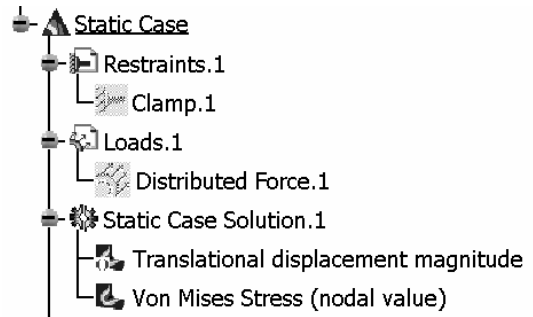 Static Case
Restraints.1
Clamp.1
Loads.1
Distributed Force.1
Static Case Solution.1
Translational displacement magnitude
Von Mises Stress (nodal value)